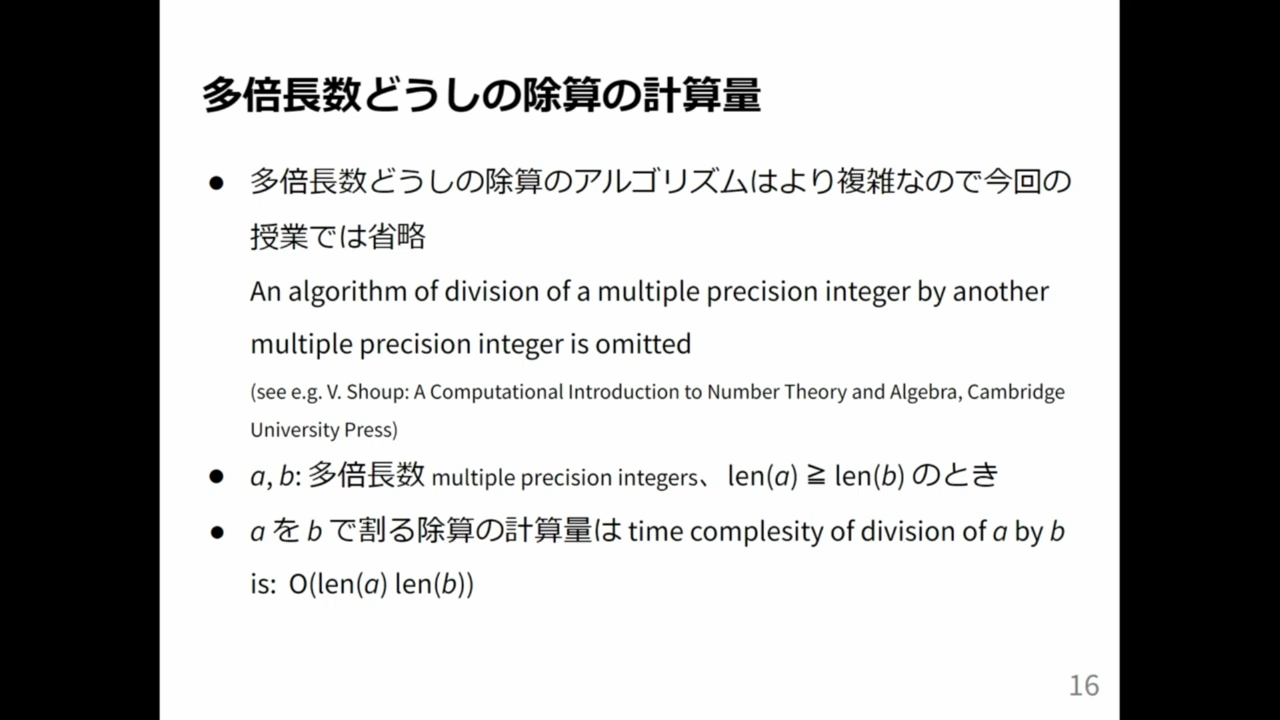 多倍長数どうしの除算の計算量
● 多倍長数どうしの除算のアルゴリズムはより複雑なので今回の
授業では省略
An algorithm of division of a multiple precision integer by another
multiple precision integer is omitted
(see e.g. V. Shoup: A Computational Introduction to Number Theory and Algebra, Cambridge
University Press)
● a, b: 多倍長数 multiple precision integers、len(a) ≧ len(b) のとき
● a を b で割る除算の計算量は time complesity of division of a by b
is: O(len(a) len(b))
16